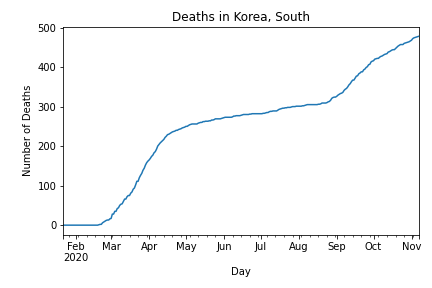 Deaths in Korea, South
500
400
300
200
100
0
Number of Deaths
Feb Mar Apr May Jun Jul Aug Sep Oct Nov
2020
Day